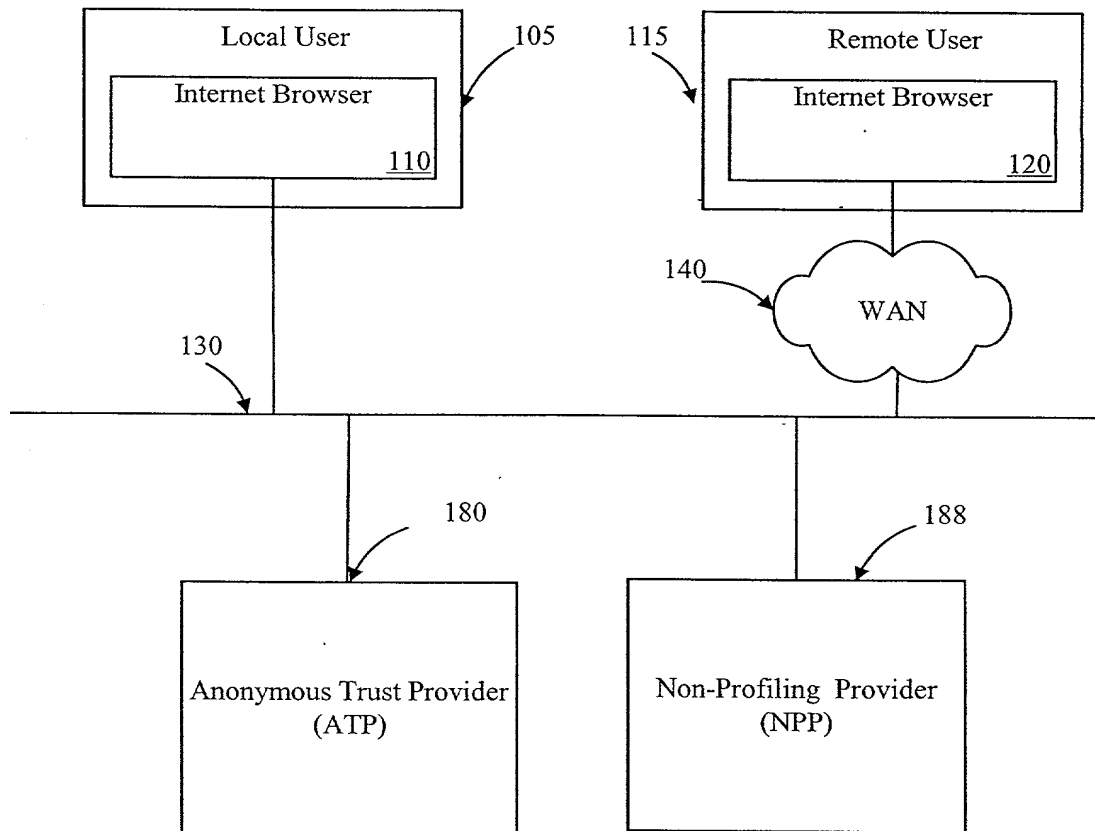 Local User
105
Internet Browser
110
115
Remote User
Internet Browser
120
140
WAN
130
180
188
Anonymous Trust Provider
(ATP)
Non-Profiling Provider
(NPP)